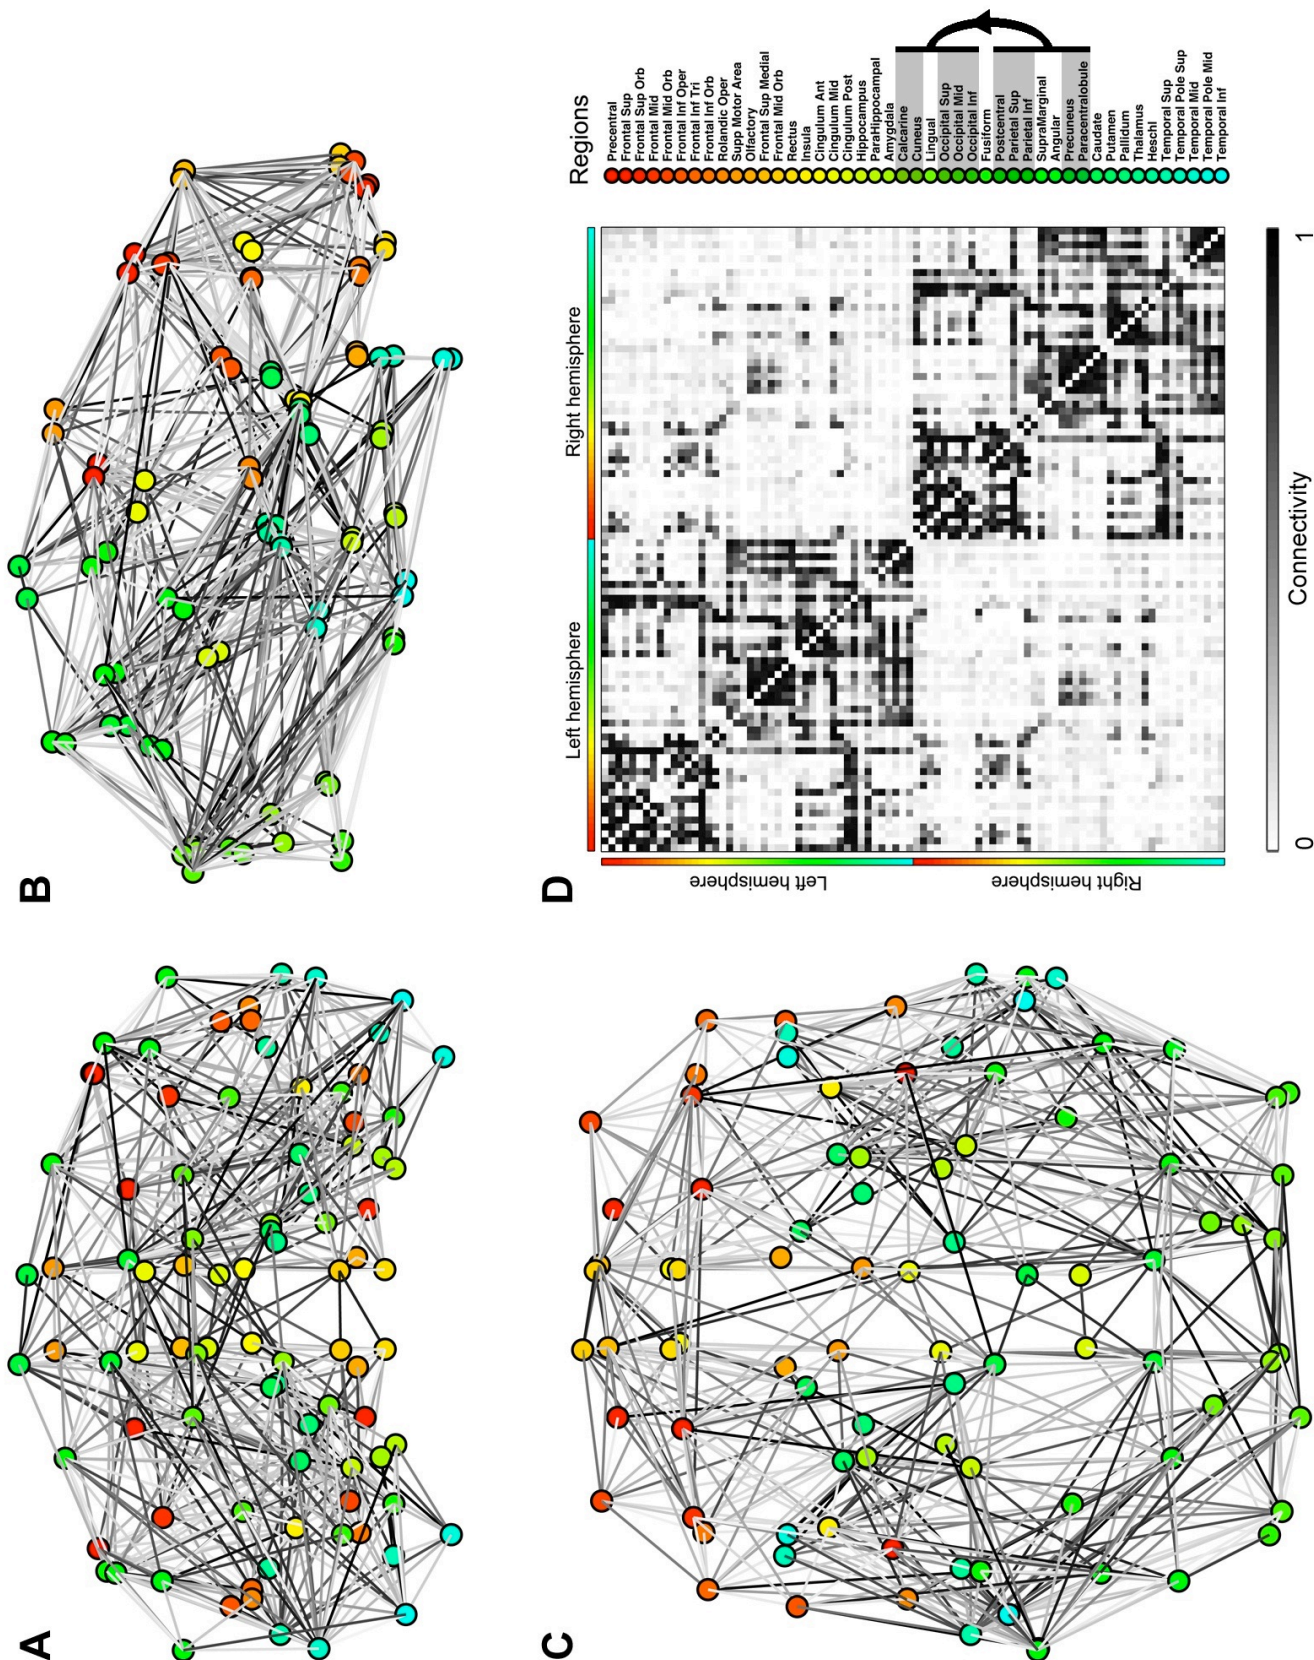 A
B
C
D
Left hemisphere
Right hemisphere
Left hemisphere
Right hemisphere
Regions
Precentral
Frontal Sup
Frontal Sup Orb
Frontal Mid
Frontal Mid Orb
Frontal Inf Oper
Frontal Inf Tri
Frontal Inf Orb
Rolandic Oper
Supp Motor Area
Olfactory
Frontal Sup Medial
Frontal Mid Orb
Rectus
Insula
Cingulum Ant
Cingulum Mid
Cingulum Post
Hippocampus
ParaHippocampal
Amygdala
Calcarine
Cuneus
Lingual
Occipital Sup
Occipital Mid
Occipital Inf
Fusiform
Postcentral
Parietal Sup
Parietal Inf
SupraMarginal
Angular
Precuneus
Paracentralobule
Caudate
Putamen
Pallidum
Thalamus
Heschl
Temporal Sup
Temporal Pole Sup
Temporal Mid
Temporal Pole Mid
Temporal Inf
0
1
Connectivity